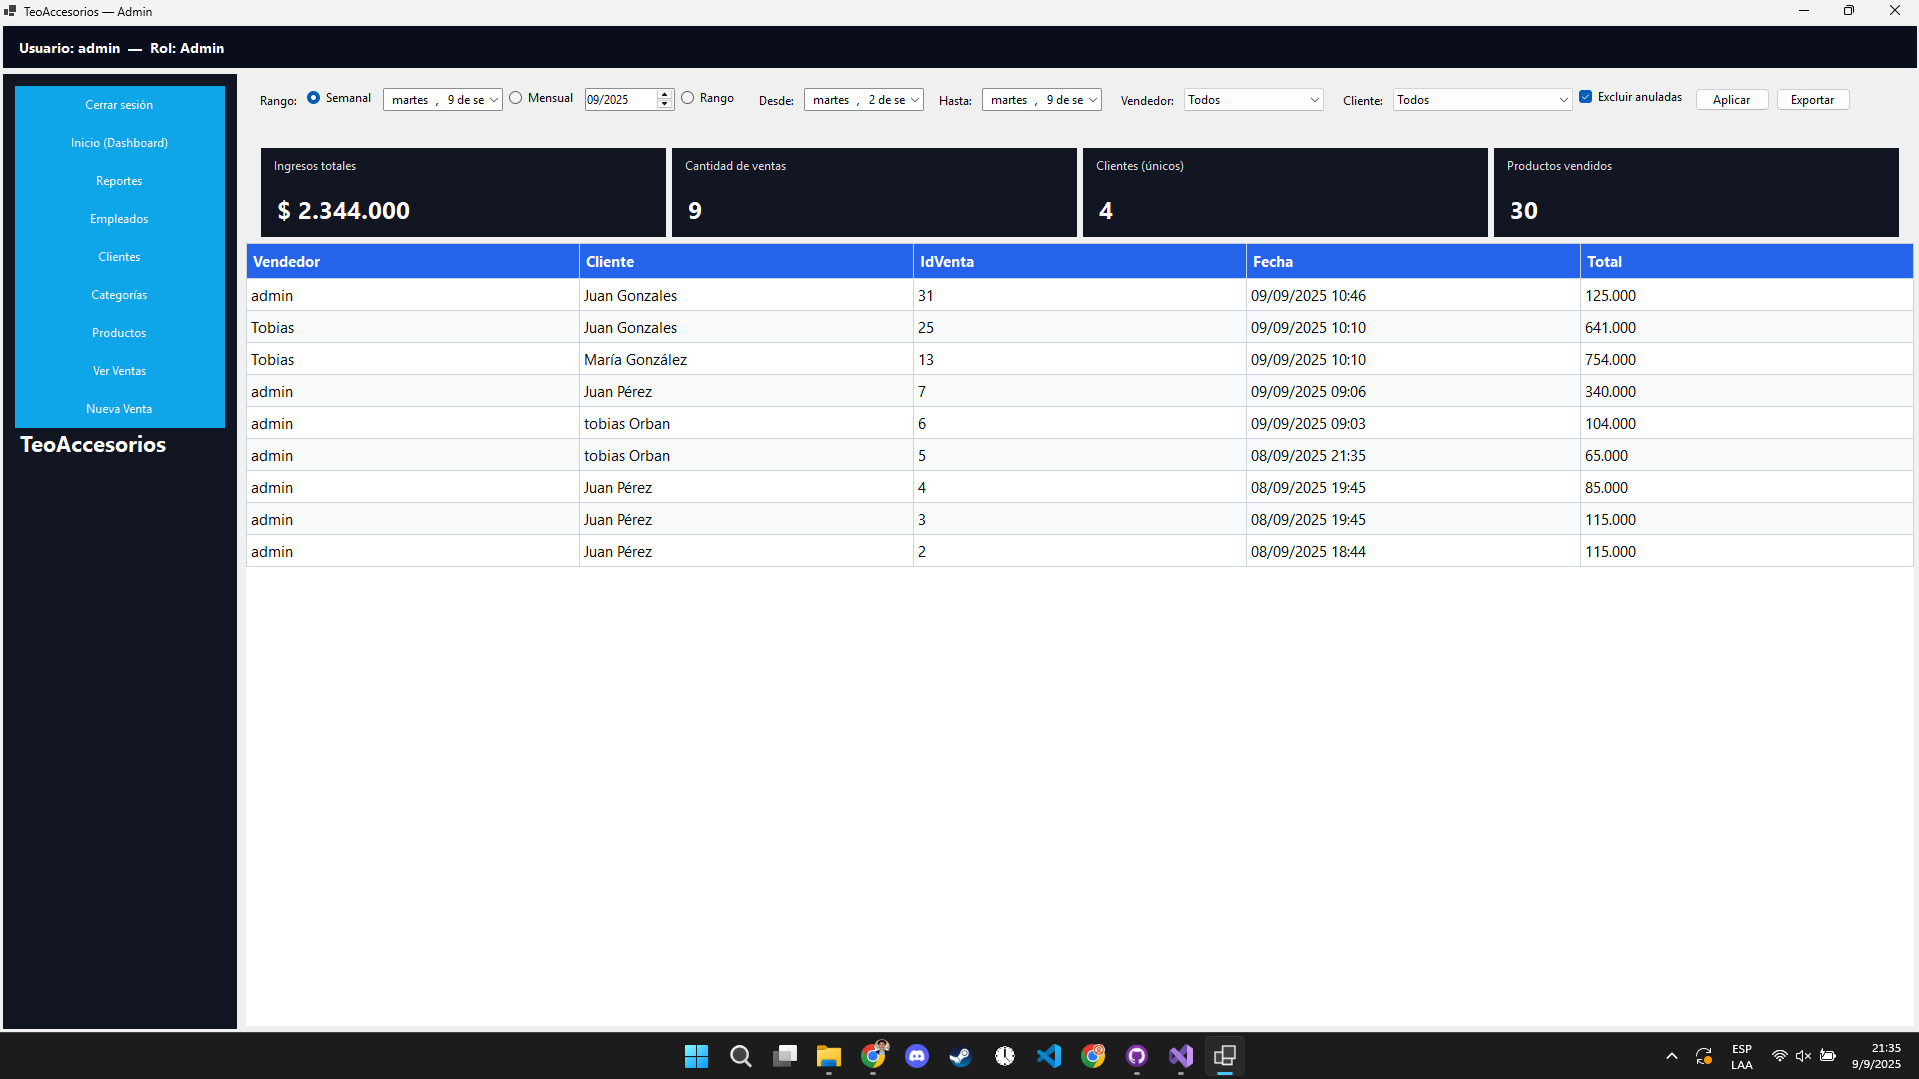 TeoAccesorios — Admin
Usuario: admin — Rol: Admin
Cerrar sesión
Inicio (Dashboard)
Reportes
Empleados
Clientes
Categorías
Productos
Ver Ventas
Nueva Venta
TeoAccesorios
Rango: Semanal martes , 9 de se Mensual 09/2025 Rango Desde: martes , 2 de se Hasta: martes , 9 de se Vendedor: Todos Cliente: Todos Excluir anuladas Aplicar Exportar
Ingresos totales
$ 2.344.000
Cantidad de ventas
9
Clientes (únicos)
4
Productos vendidos
30
Vendedor Cliente IdVenta Fecha Total
admin Juan Gonzales 31 09/09/2025 10:46 125.000
Tobias Juan Gonzales 25 09/09/2025 10:10 641.000
Tobias María González 13 09/09/2025 10:10 754.000
admin Juan Pérez 7 09/09/2025 09:06 340.000
admin tobias Orban 6 09/09/2025 09:03 104.000
admin tobias Orban 5 08/09/2025 21:35 65.000
admin Juan Pérez 4 08/09/2025 19:45 85.000
admin Juan Pérez 3 08/09/2025 19:45 115.000
admin Juan Pérez 2 08/09/2025 18:44 115.000
ESP
LAA
21:35
9/9/2025